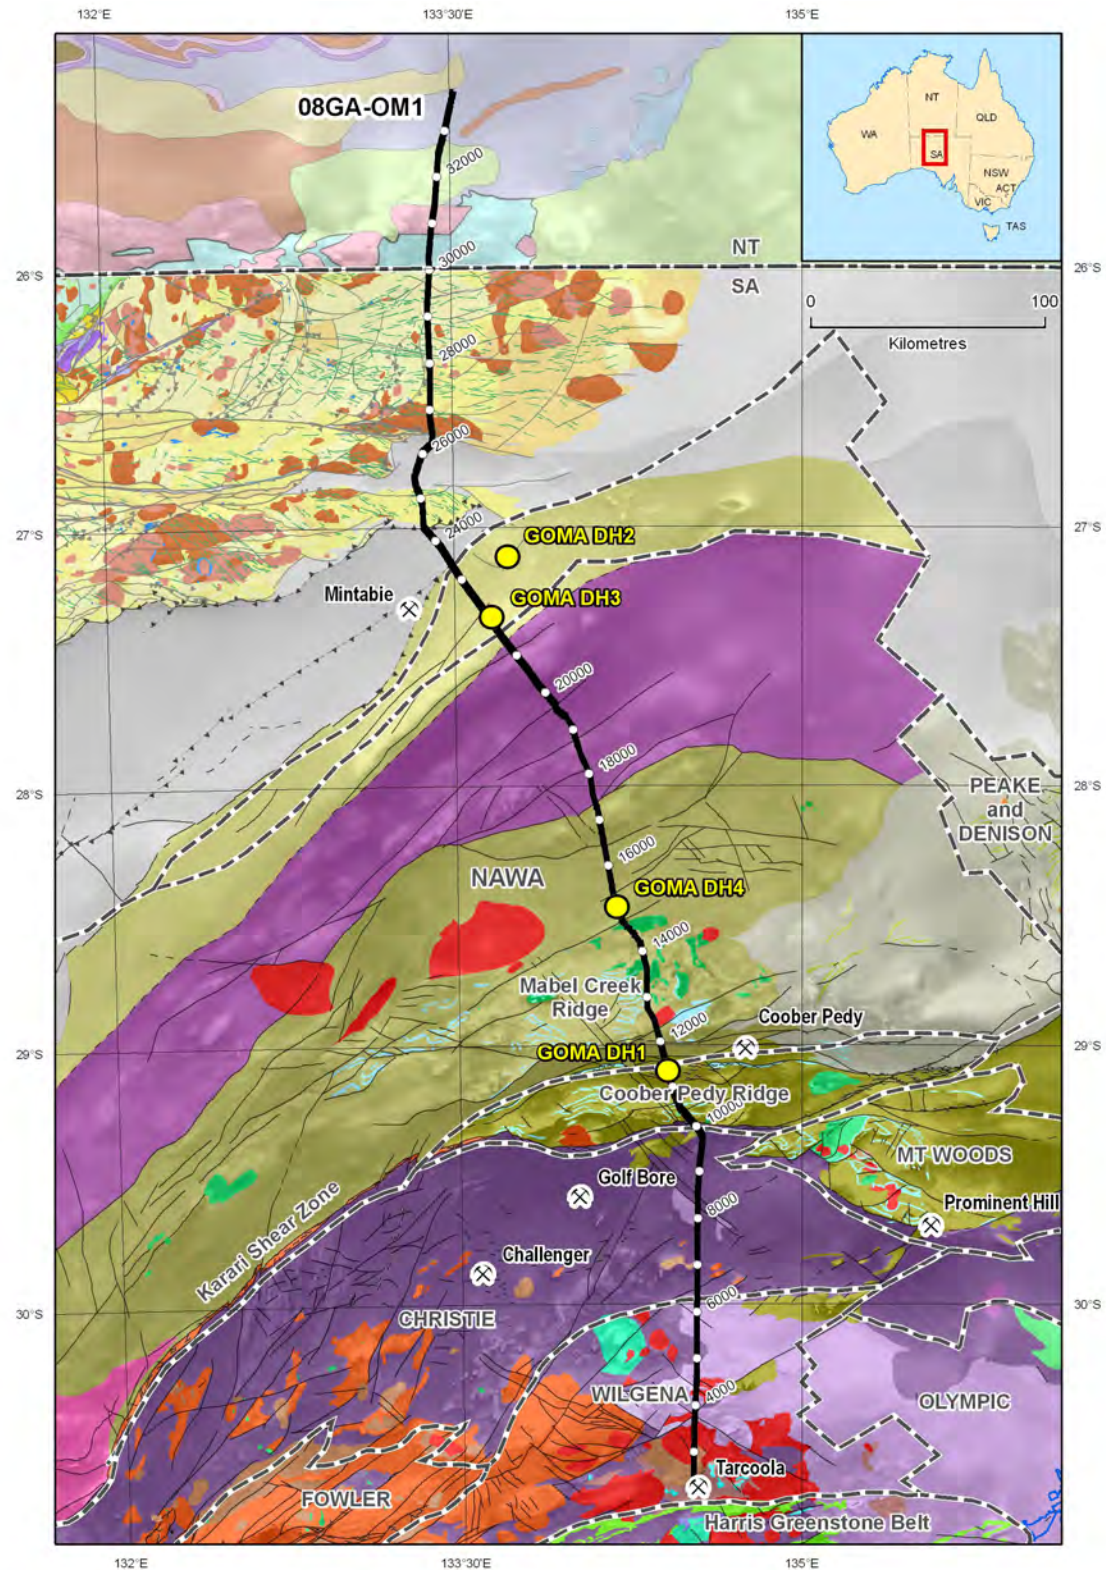 132°E
133°30'E
135°E
08GA-OM1
WA
NT
QLD
SA
NSW
ACT
VIC
TAS
32000
30000
NT
26°S
26°S
SA
0
100
Kilometres
28000
26000
27°S
27°S
24000
GOMA DH2
Mintabie
GOMA DH3
20000
18000
28°S
28°S
PEAKE
and
DENISON
16000
NAWA
GOMA DH4
14000
Mabel Creek
Ridge
12000
Coober Pedy
29°S
29°S
GOMA DH1
Coober Pedy Ridge
10000
MT WOODS
Golf Bore
Prominent Hill
8000
Karari Shear Zone
Challenger
6000
30°S
30°S
CHRISTIE
WILGENA
4000
OLYMPIC
Tarcoola
FOWLER
Harris Greenstone Belt
132°E
133°30'E
135°E